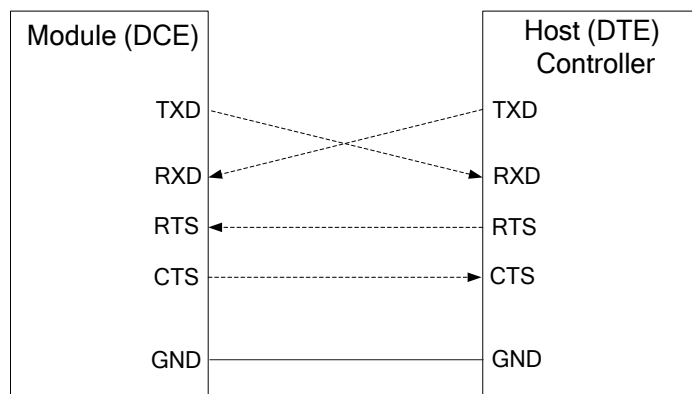 Module (DCE)
Host (DTE)
Controller
TXD
TXD
RXD
RXD
RTS
RTS
CTS
CTS
GND
GND